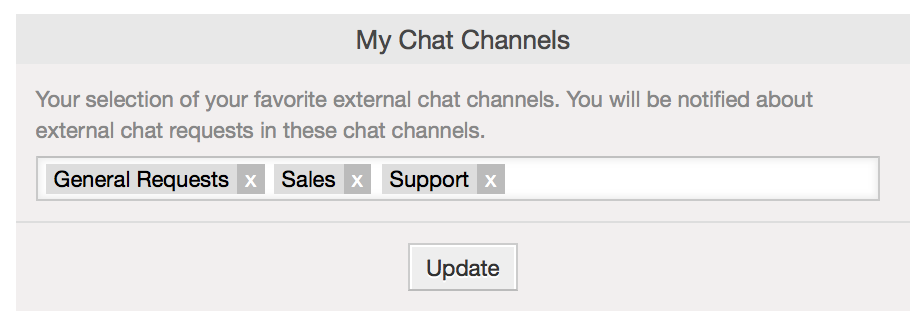 My Chat Channels
Your selection of your favorite external chat channels. You will be notified about
external chat requests in these chat channels.
General Requests x Sales x Support x
Update